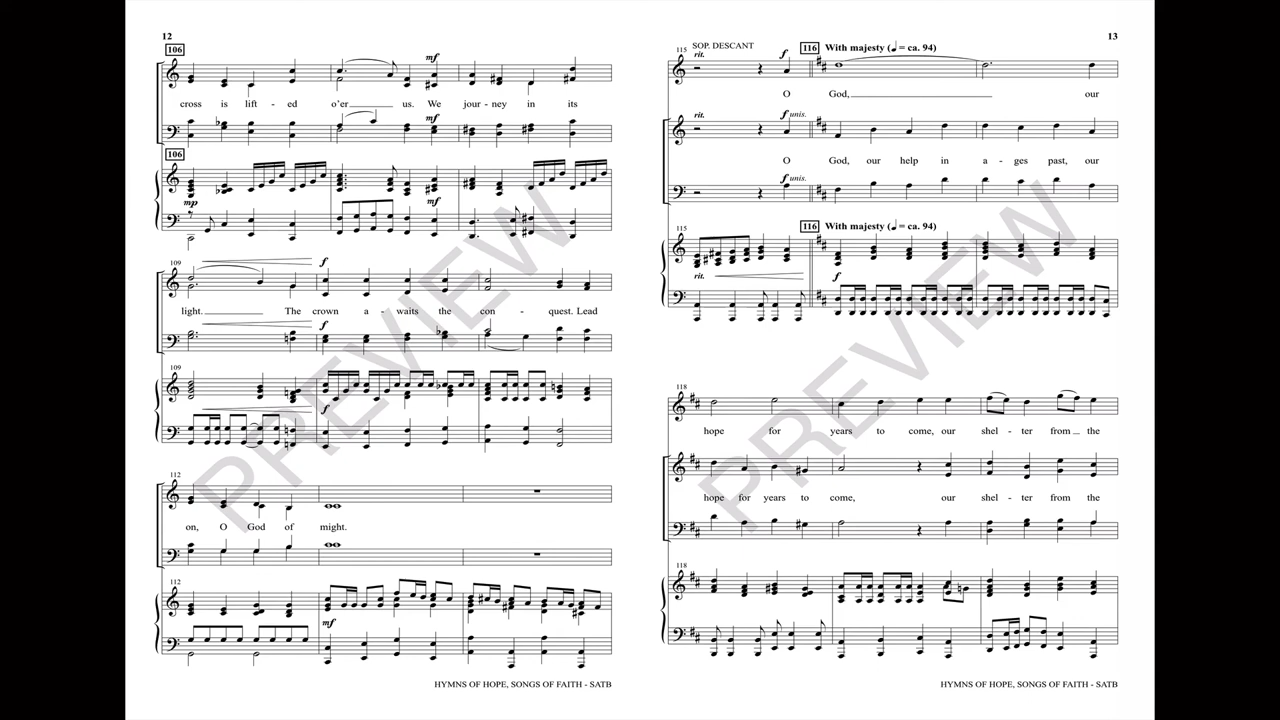 12
106
mf
cross is lift - ed o'er us. We jour - ney in its
mf
106
mp
mf
109
f
light. The crown a - waits the con - quest. Lead
f
109
f
112
on, O God of might.
112
mf
HYMNS OF HOPE, SONGS OF FAITH - SATB
PREVIEW
13
115 SOP. DESCANT
rit. f 116 With majesty (♩ = ca. 94)
O God, our
rit. f unis.
O God, our help in a - ges past, our
f unis.
115 116 With majesty (♩ = ca. 94)
rit. f
118
hope for years to come, our shel - ter from the
hope for years to come, our shel - ter from the
118
HYMNS OF HOPE, SONGS OF FAITH - SATB
PREVIEW